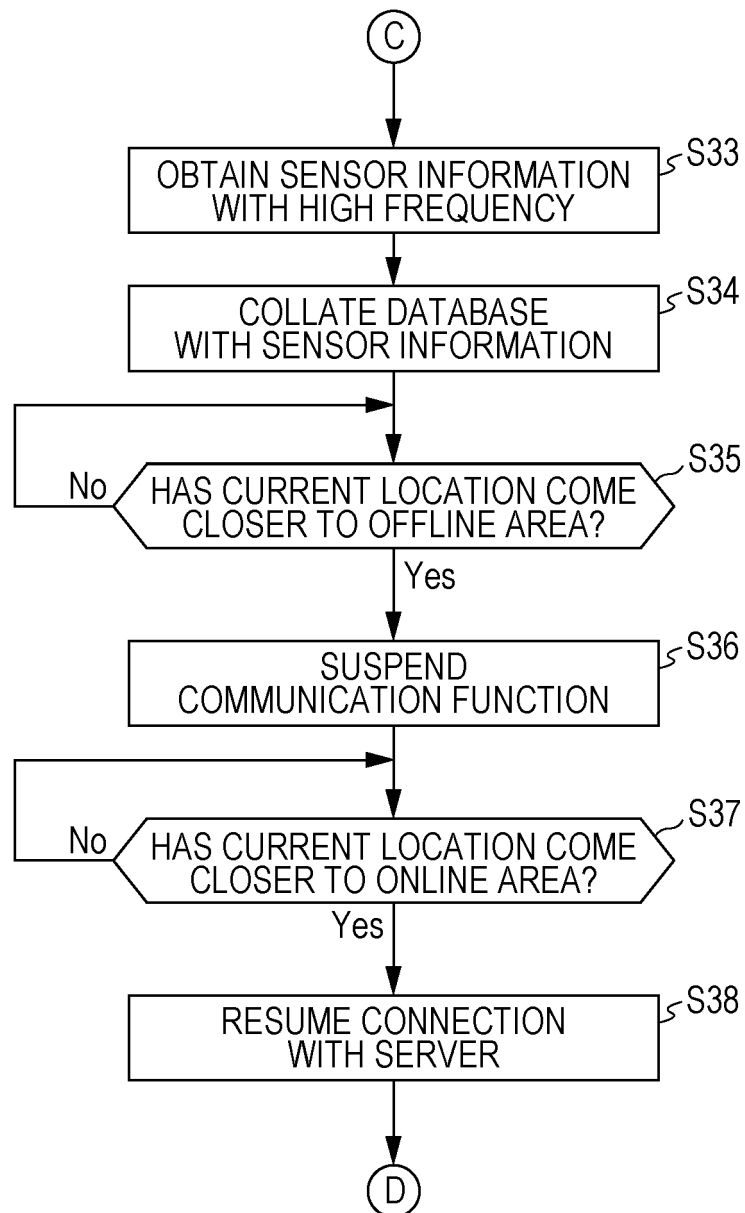 C
OBTAIN SENSOR INFORMATION
WITH HIGH FREQUENCY
S33
COLLATE DATABASE
WITH SENSOR INFORMATION
S34
HAS CURRENT LOCATION COME
CLOSER TO OFFLINE AREA?
S35
No
Yes
SUSPEND
COMMUNICATION FUNCTION
S36
HAS CURRENT LOCATION COME
CLOSER TO ONLINE AREA?
S37
No
Yes
RESUME CONNECTION
WITH SERVER
S38
D